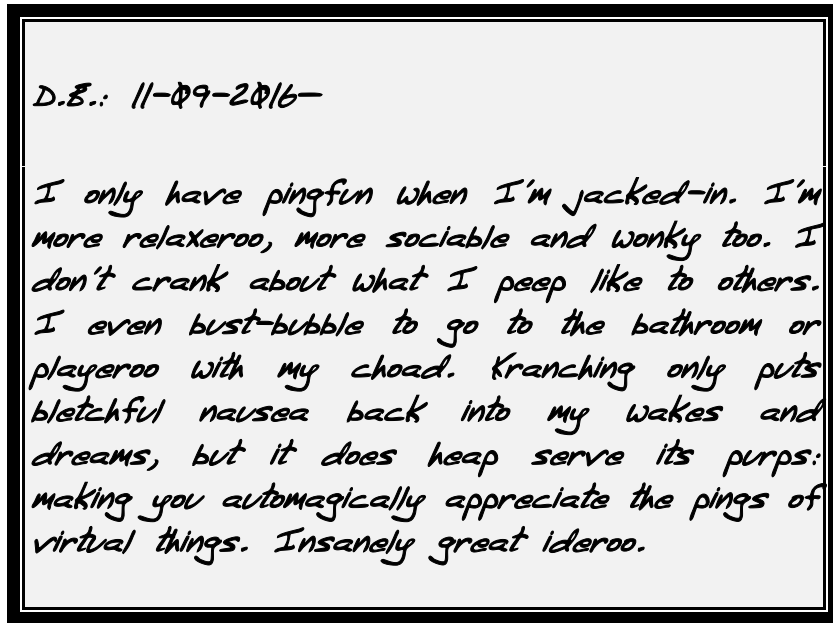 D.E.: 11-09-2016-
I only have pingfun when I'm jacked-in. I'm
more relaxeroo, more sociable and wonky too. I
don't crank about what I peep like to others.
I even bust-bubble to go to the bathroom or
playeroo with my choad. Kranching only puts
bletchful nausea back into my wakes and
dreams, but it does heap serve its purps:
making you automagically appreciate the pings of
virtual things. Insanely great ideroo.